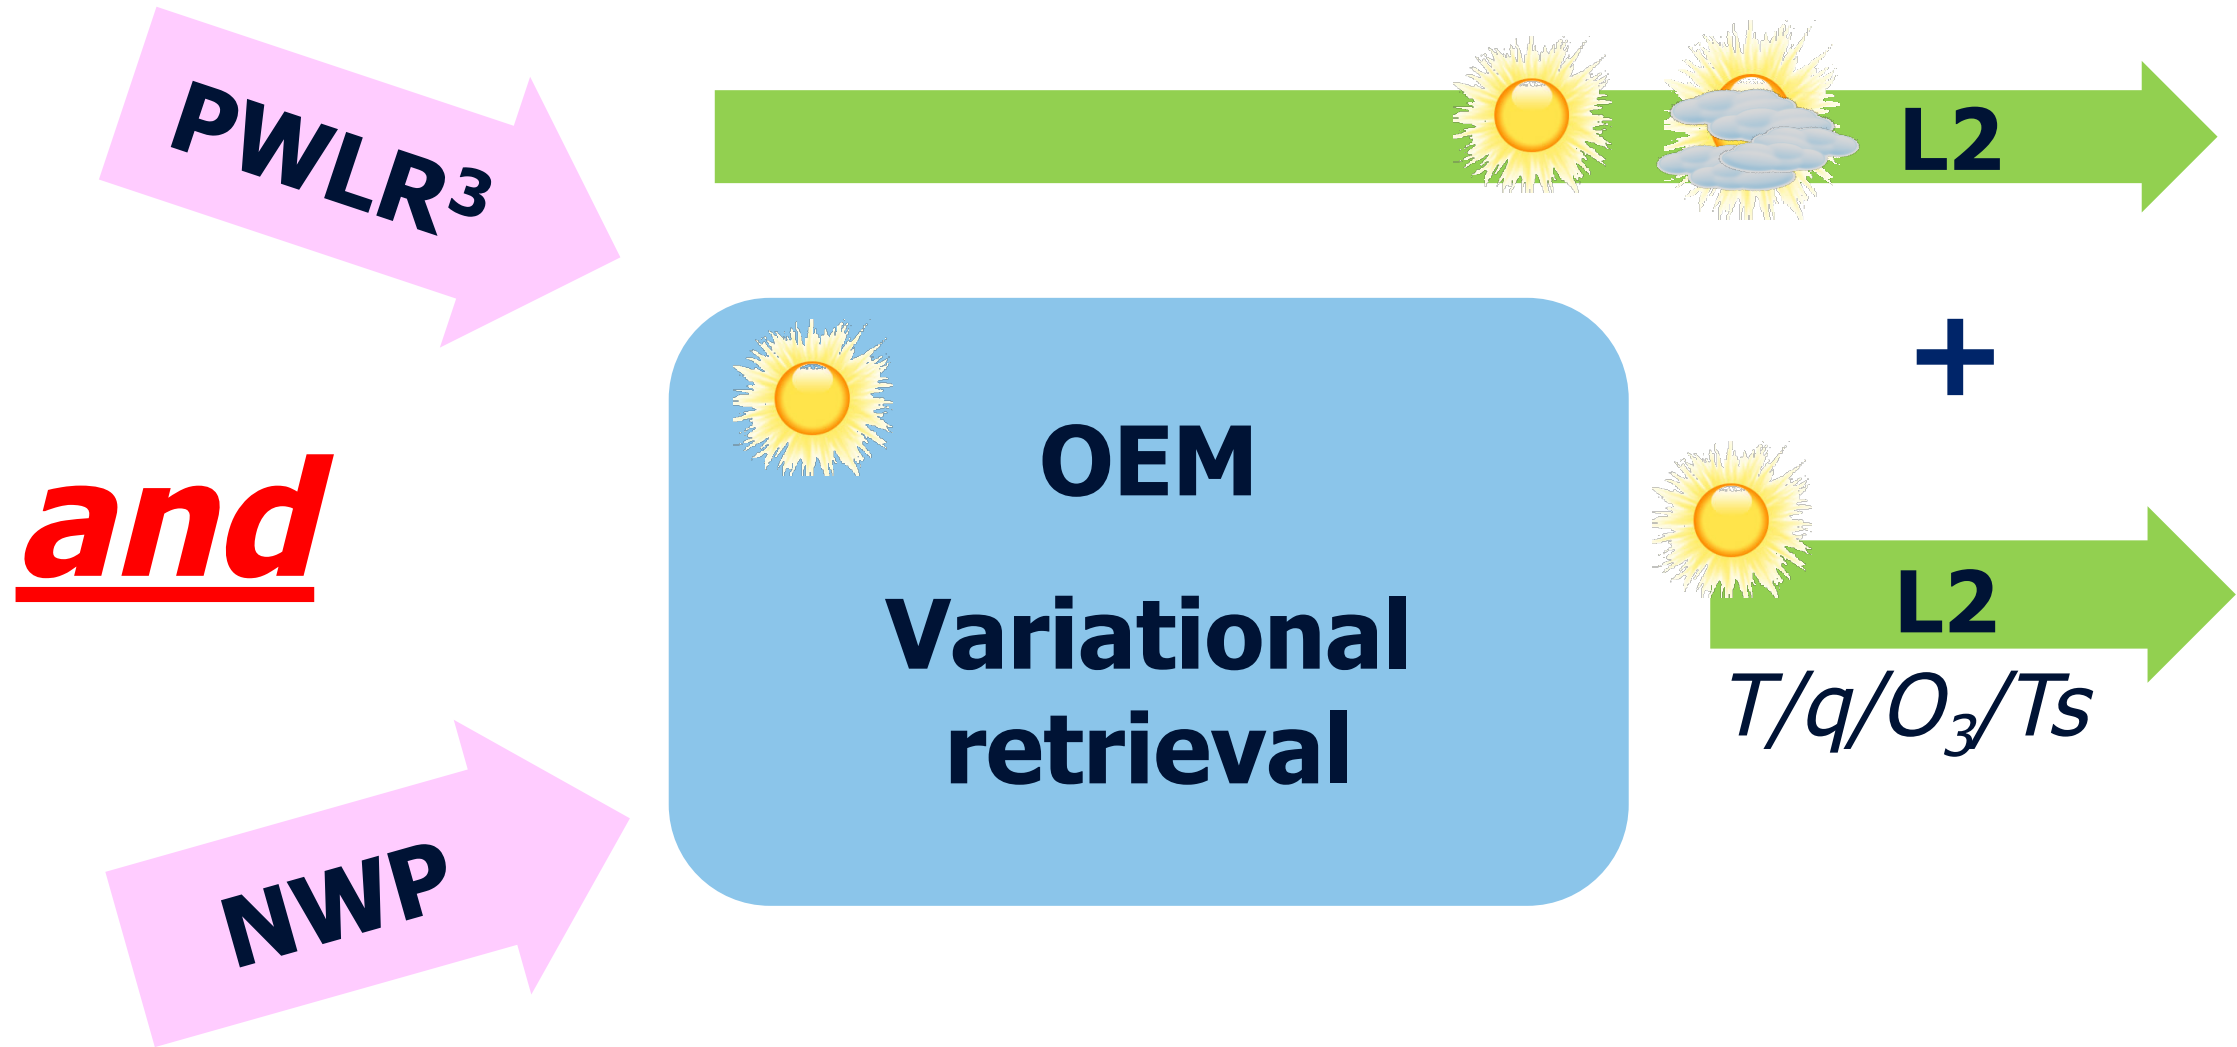 PWLR³
L2
+
and
OEM
Variational
retrieval
L2
T/q/O₃/Ts
NWP